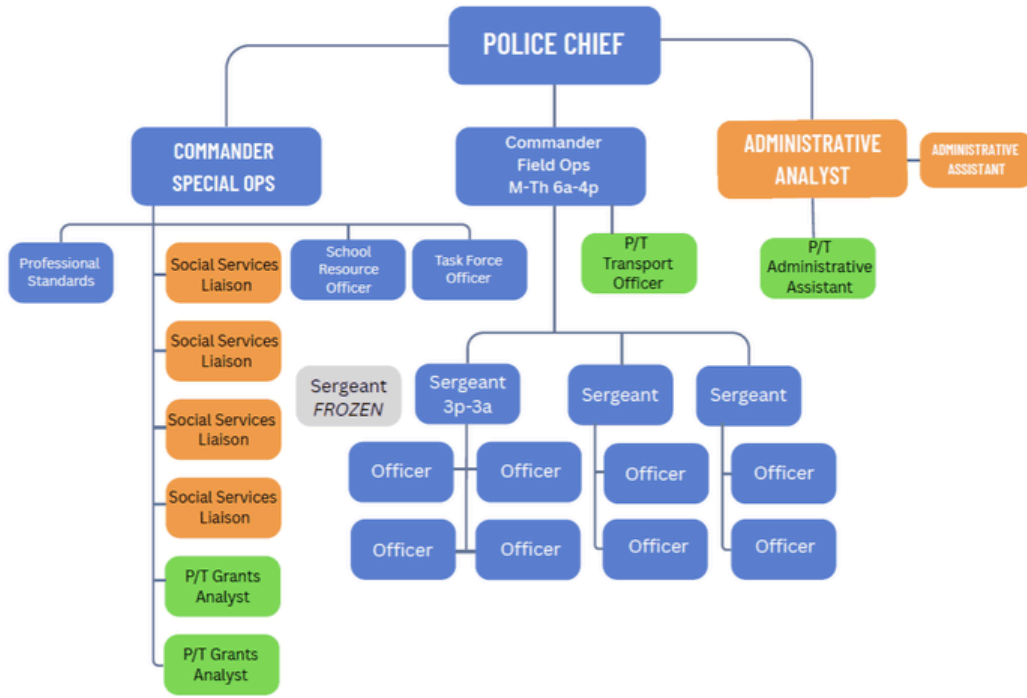 POLICE CHIEF
COMMANDER
SPECIAL OPS
Commander
Field Ops
M-Th 6a-4p
ADMINISTRATIVE
ANALYST
ADMINISTRATIVE
ASSISTANT
Professional
Standards
Social Services
Liaison
School
Resource
Officer
Task Force
Officer
P/T
Transport
Officer
P/T
Administrative
Assistant
Social Services
Liaison
Social Services
Liaison
Social Services
Liaison
P/T Grants
Analyst
P/T Grants
Analyst
Sergeant
FROZEN
Sergeant
3p-3a
Sergeant
Sergeant
Officer
Officer
Officer
Officer
Officer
Officer
Officer
Officer